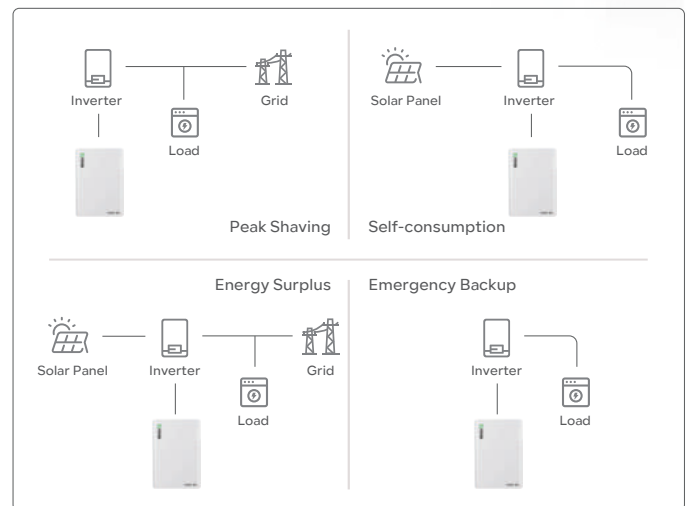 Inverter
Grid
Load
Peak Shaving
Solar Panel
Inverter
Load
Self-consumption
Energy Surplus
Solar Panel
Inverter
Grid
Load
Emergency Backup
Inverter
Load